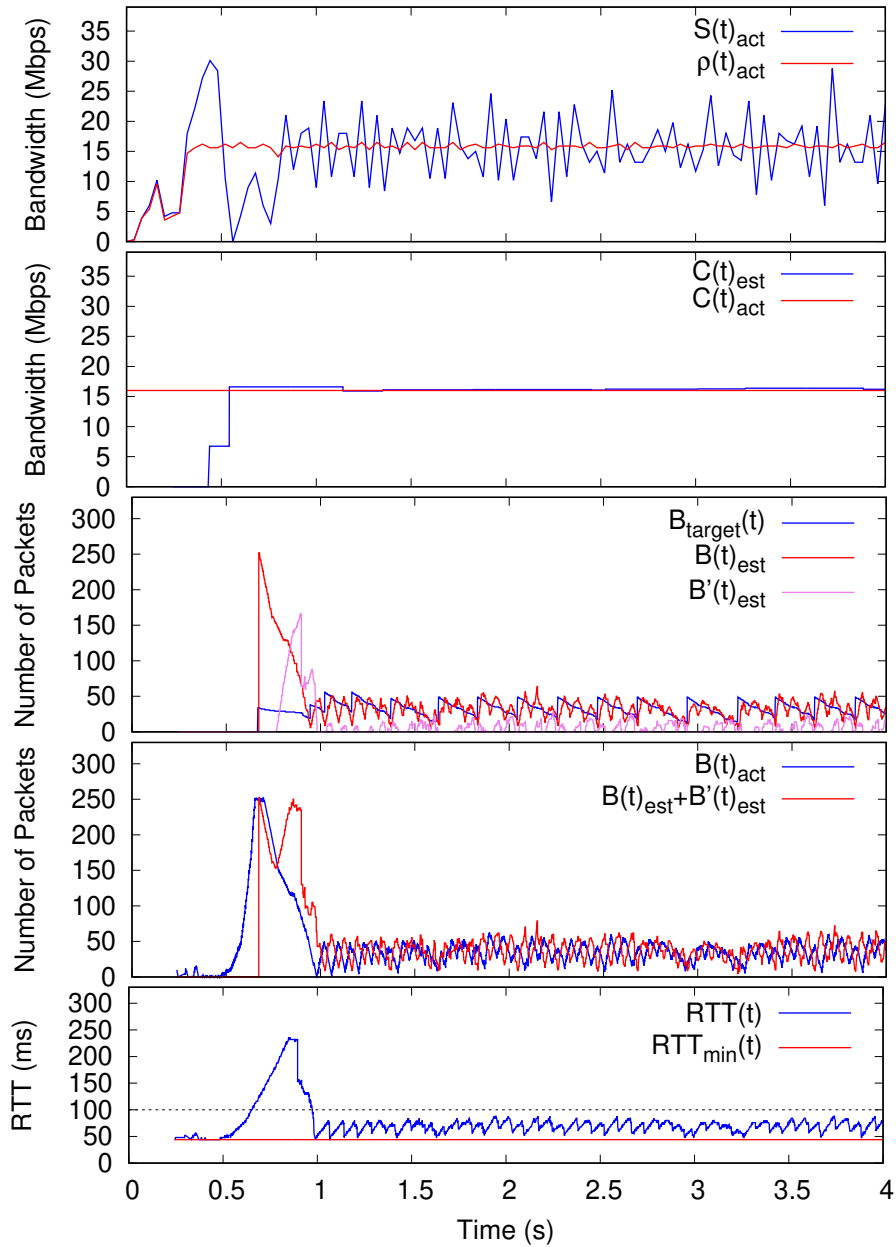 Bandwidth (Mbps)
35
30
25
20
15
10
5
0
S(t)act
ρ(t)act
Bandwidth (Mbps)
35
30
25
20
15
10
5
0
C(t)est
C(t)act
Number of Packets
300
250
200
150
100
50
0
Btarget(t)
B(t)est
B'(t)est
Number of Packets
300
250
200
150
100
50
0
B(t)act
B(t)est+B'(t)est
RTT (ms)
300
250
200
150
100
50
0
RTT(t)
RTTmin(t)
0 0.5 1 1.5 2 2.5 3 3.5 4
Time (s)